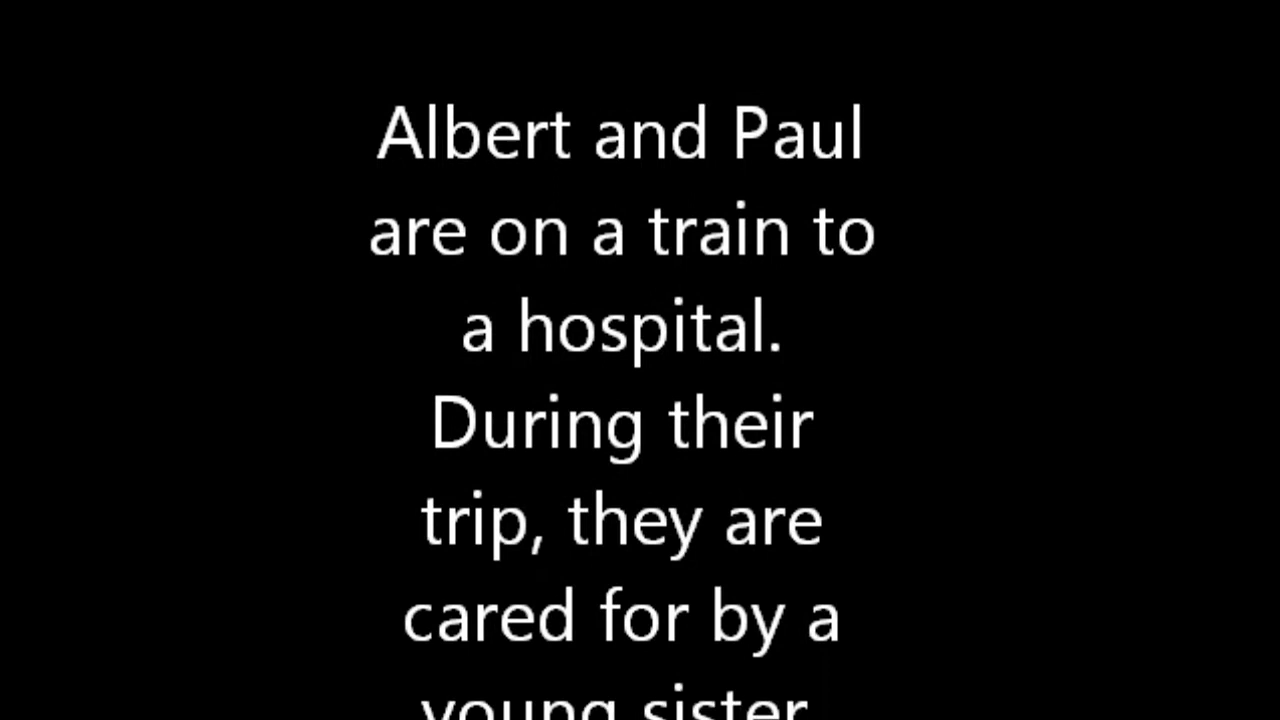 Albert and Paul
are on a train to
a hospital.
During their
trip, they are
cared for by a
young sister